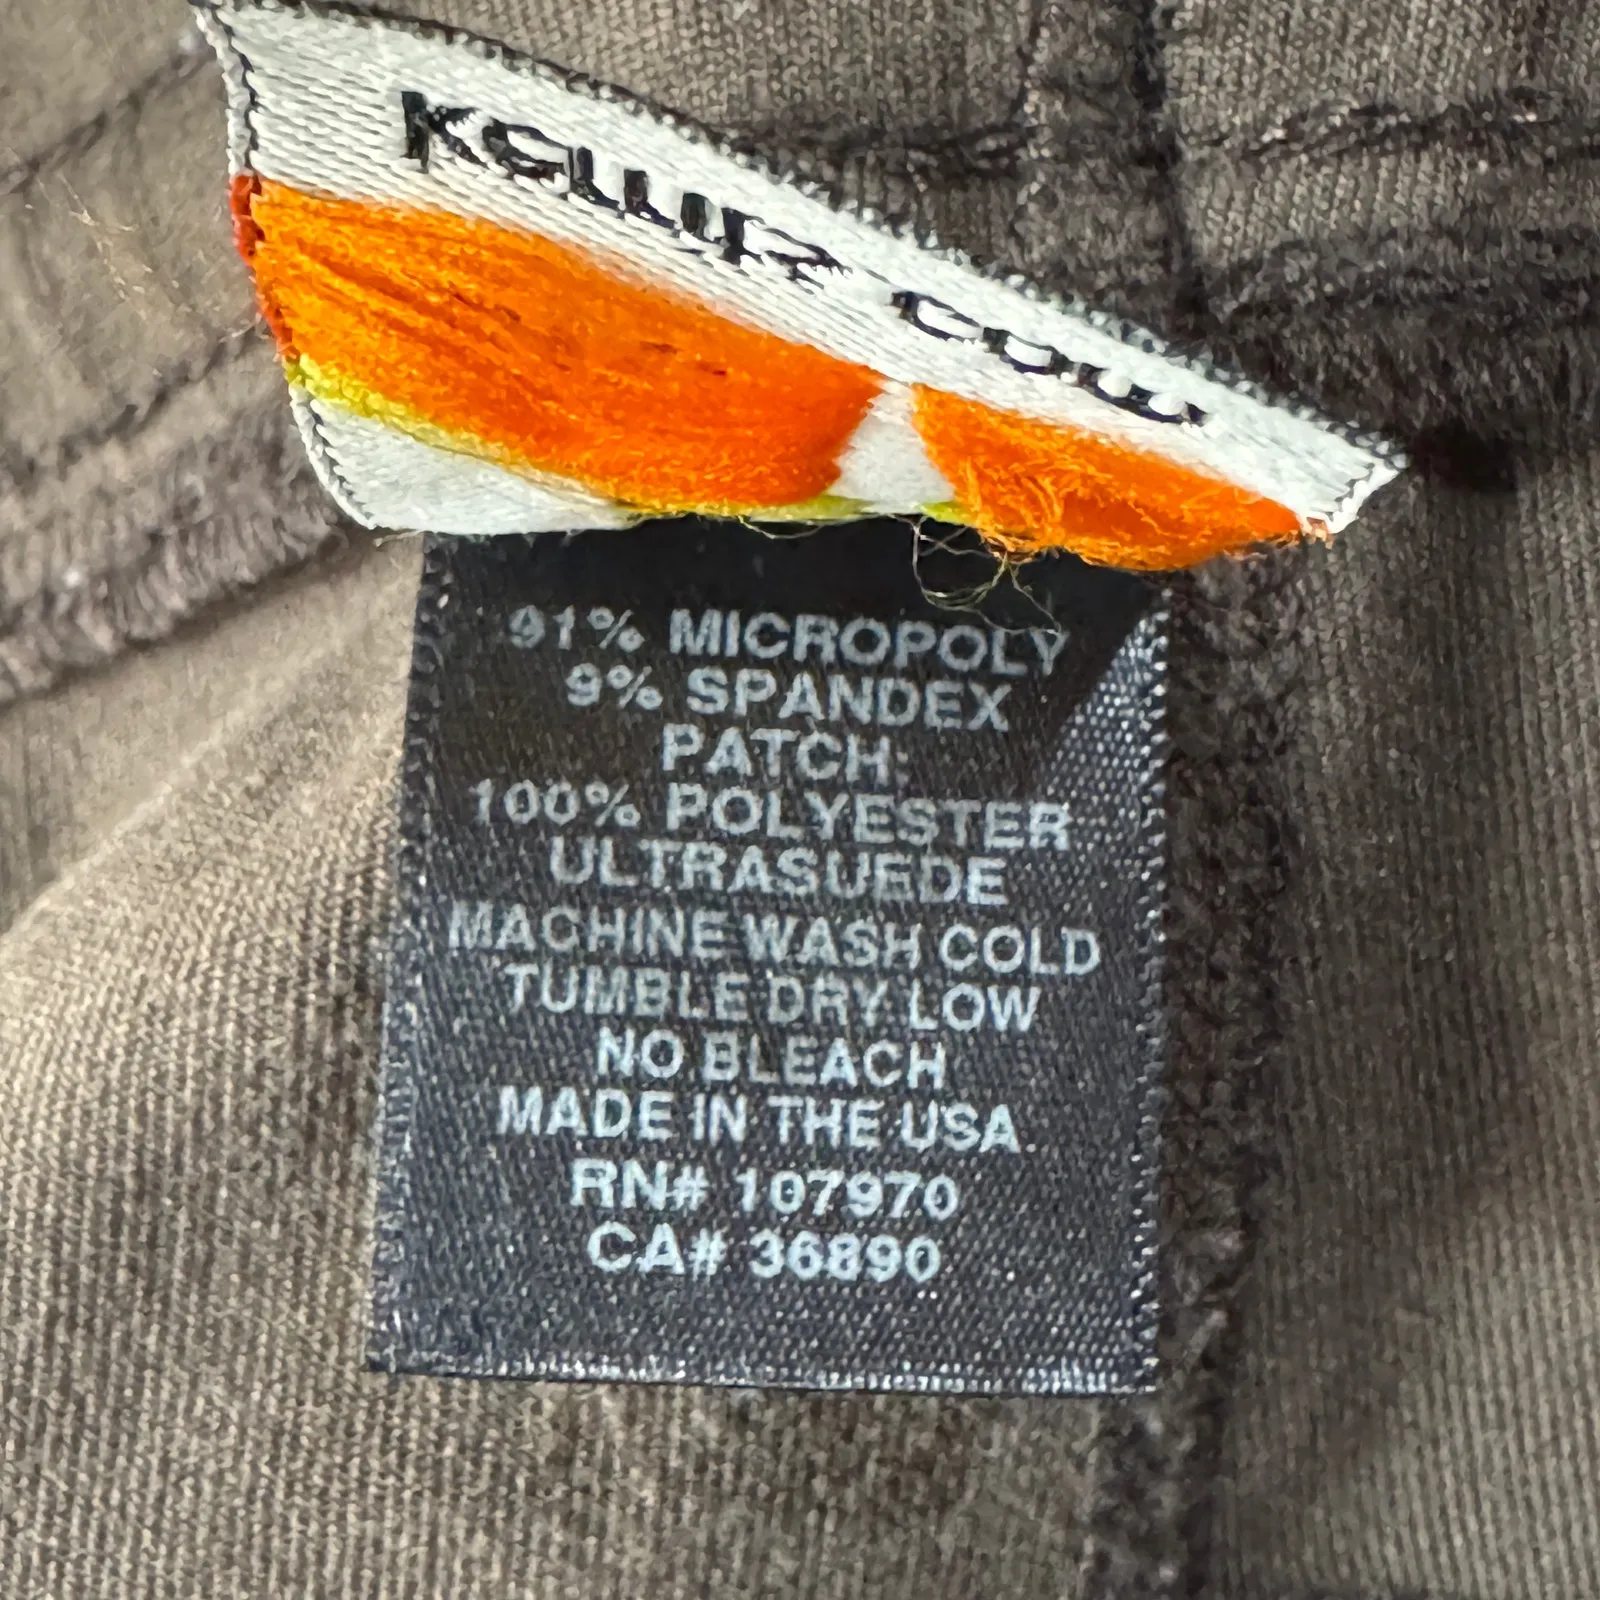 91% MICROPOLY
9% SPANDEX
PATCH:
100% POLYESTER
ULTRASUEDE
MACHINE WASH COLD
TUMBLE DRY LOW
NO BLEACH
MADE IN THE USA.
RN# 107970
CA# 36890